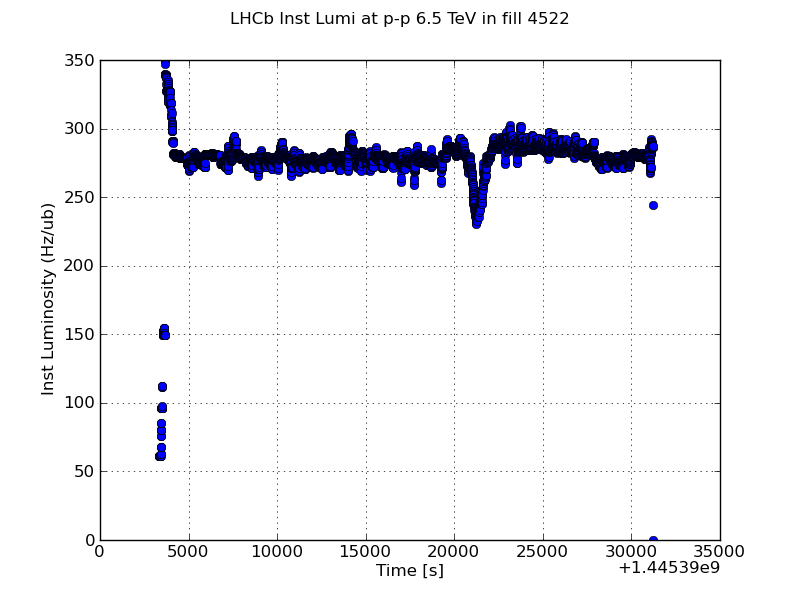 LHCb Inst Lumi at p-p 6.5 TeV in fill 4522
350
300
250
200
150
100
50
0
Inst Luminosity (Hz/ub)
0 5000 10000 15000 20000 25000 30000 35000
Time [s]
+1.44539e9